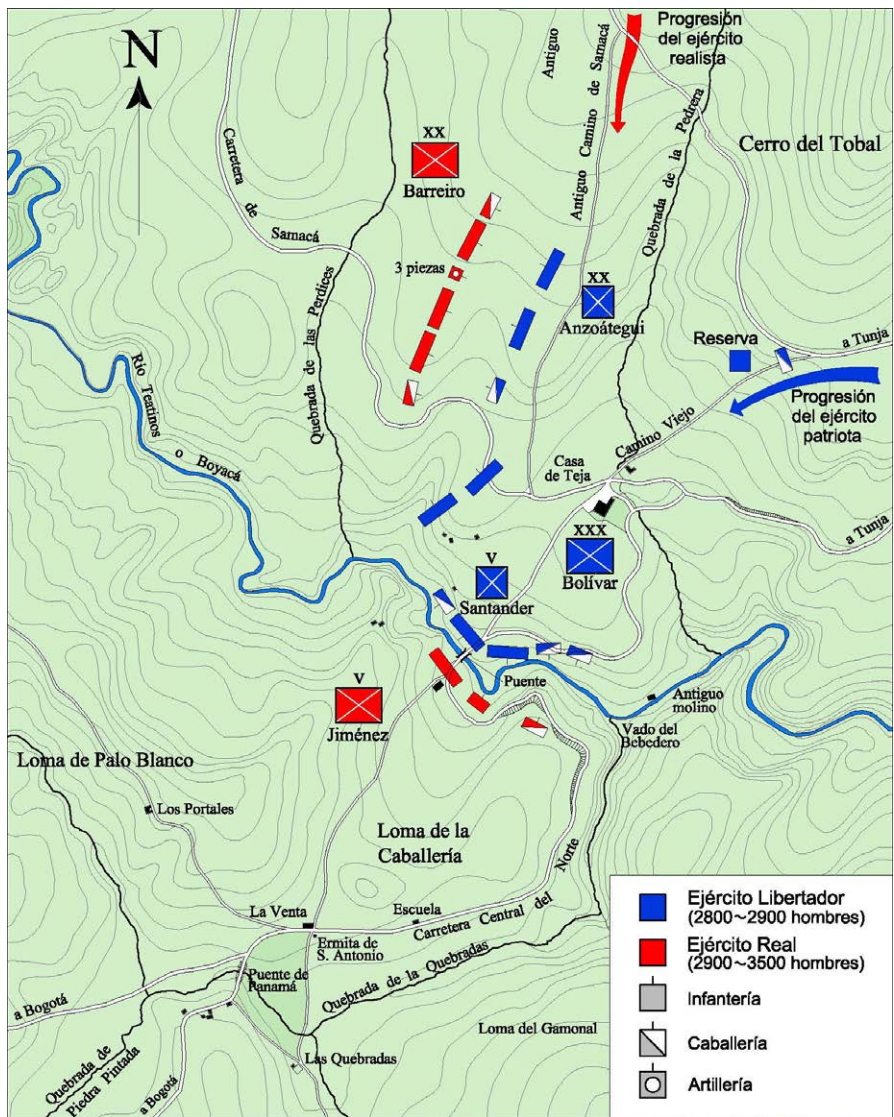 Progresión
del ejército
realista
N
Antiguo
Antiguo Camino de Samacá
Quebrada de la Pedrera
Cerro del Tobal
Carretera
de
Samacá
XX
Barreiro
3 piezas
XX
Anzoátegui
Quebrada de las Perdices
Reserva
a Tunja
Progresión
del ejército
patriota
Río Teatinos
o Boyacá
Camino Viejo
Casa
de Teja
a Tunja
XXX
Bolívar
V
Santander
Puente
Antiguo
molino
Vado del
Bebedero
V
Jiménez
Loma de Palo Blanco
Los Portales
Loma de la
Caballería
La Venta
Escuela
Carretera Central del
Norte
Ermita de
S. Antonio
Puente de
Panamá
Quebrada de la Quebradas
a Bogotá
Loma del Gamonal
Las Quebradas
Quebrada de
Piedra Pintada
a Bogotá
Ejército Libertador
(2800~2900 hombres)
Ejército Real
(2900~3500 hombres)
Infantería
Caballería
Artillería